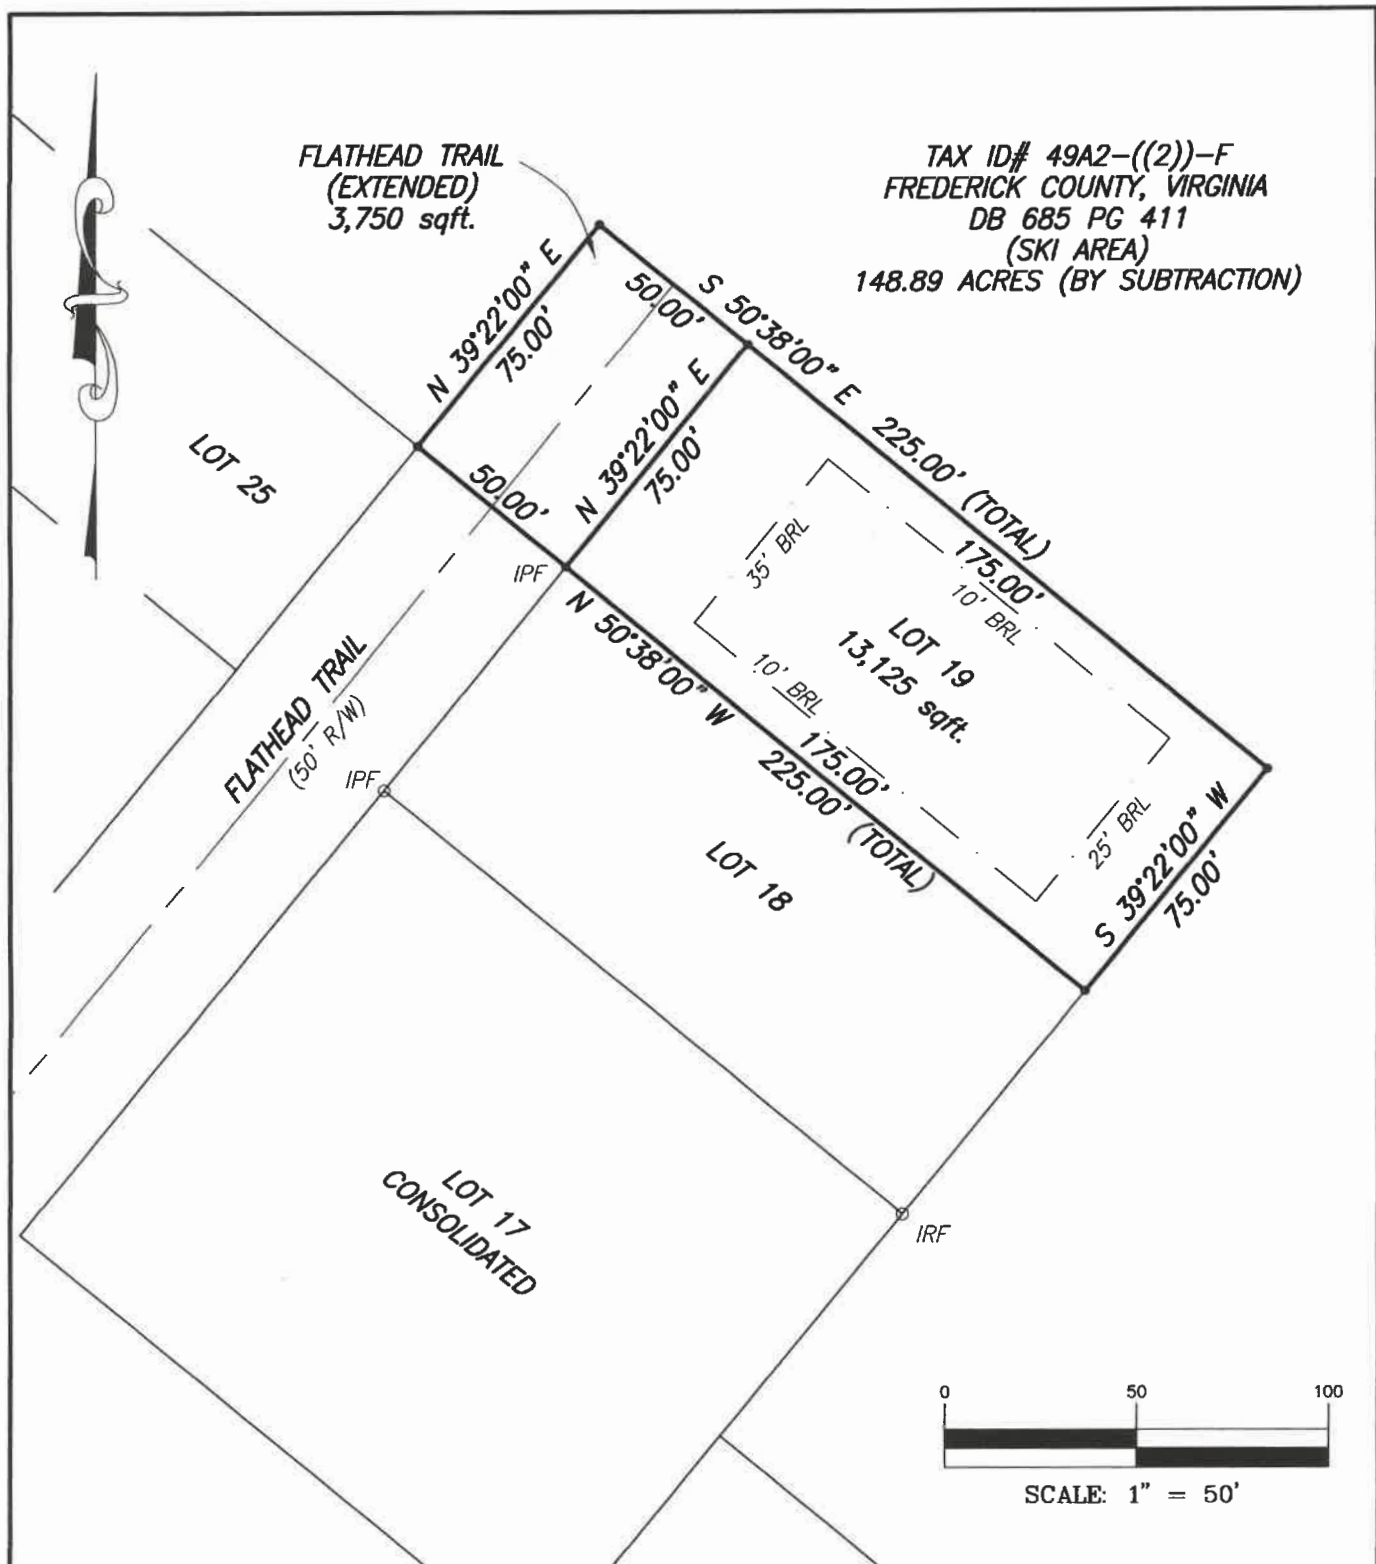 FLATHEAD TRAIL
(EXTENDED)
3,750 sqft.
TAX ID# 49A2-((2))-F
FREDERICK COUNTY, VIRGINIA
DB 685 PG 411
(SKI AREA)
148.89 ACRES (BY SUBTRACTION)
N 39°22'00" E
75.00'
50.00'
S 50°38'00" E 225.00' (TOTAL)
N 39°22'00" E
75.00'
LOT 25
50.00'
35' BRL
175.00'
10' BRL
IPF
LOT 19
13,125 sqft.
N 50°38'00" W 225.00' (TOTAL)
10' BRL
175.00'
FLATHEAD TRAIL
(50' R/W)
IPF
25' BRL
S 39°22'00" W
75.00'
LOT 18
LOT 17
CONSOLIDATED
IRF
0 50 100
SCALE: 1" = 50'